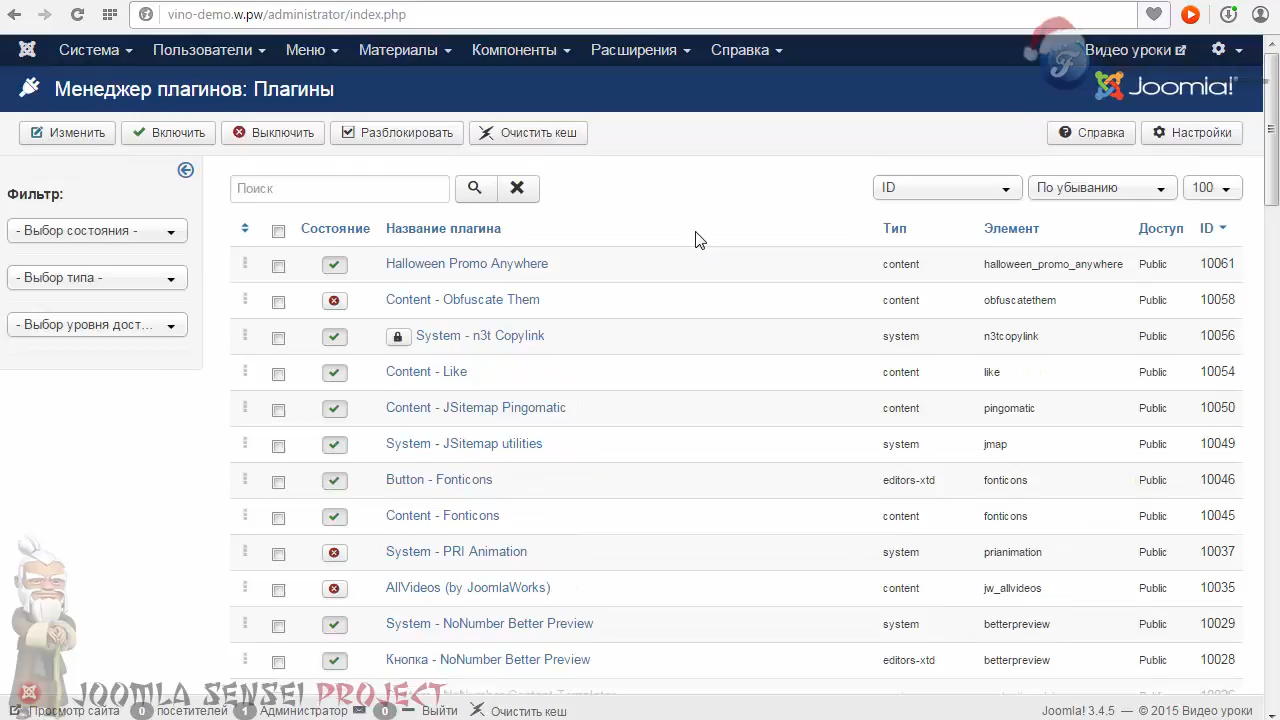 vino-demo.w.pw/administrator/index.php
Система Пользователи Меню Материалы Компоненты Расширения Справка Видео уроки
Менеджер плагинов: Плагины Joomla!
Изменить Включить Выключить Разблокировать Очистить кеш Справка Настройки
Фильтр:
- Выбор состояния -
- Выбор типа -
- Выбор уровня дост...
Поиск ID По убыванию 100
Состояние Название плагина Тип Элемент Доступ ID
Halloween Promo Anywhere content halloween_promo_anywhere Public 10061
Content - Obfuscate Them content obfuscatethem Public 10058
System - n3t Copylink system n3tcopylink Public 10056
Content - Like content like Public 10054
Content - JSitemap Pingomatic content pingomatic Public 10050
System - JSitemap utilities system jmap Public 10049
Button - Fonticons editors-xtd fonticons Public 10046
Content - Fonticons content fonticons Public 10045
System - PRI Animation system prianimation Public 10037
AllVideos (by JoomlaWorks) content jw_allvideos Public 10035
System - NoNumber Better Preview system betterpreview Public 10029
Кнопка - NoNumber Better Preview editors-xtd betterpreview Public 10028
JOOMLA SENSEI PROJECT
Просмотр сайта 0 посетителей 1 Администратор 0 Выйти Очистить кеш Joomla! 3.4.5 — © 2015 Видео уроки